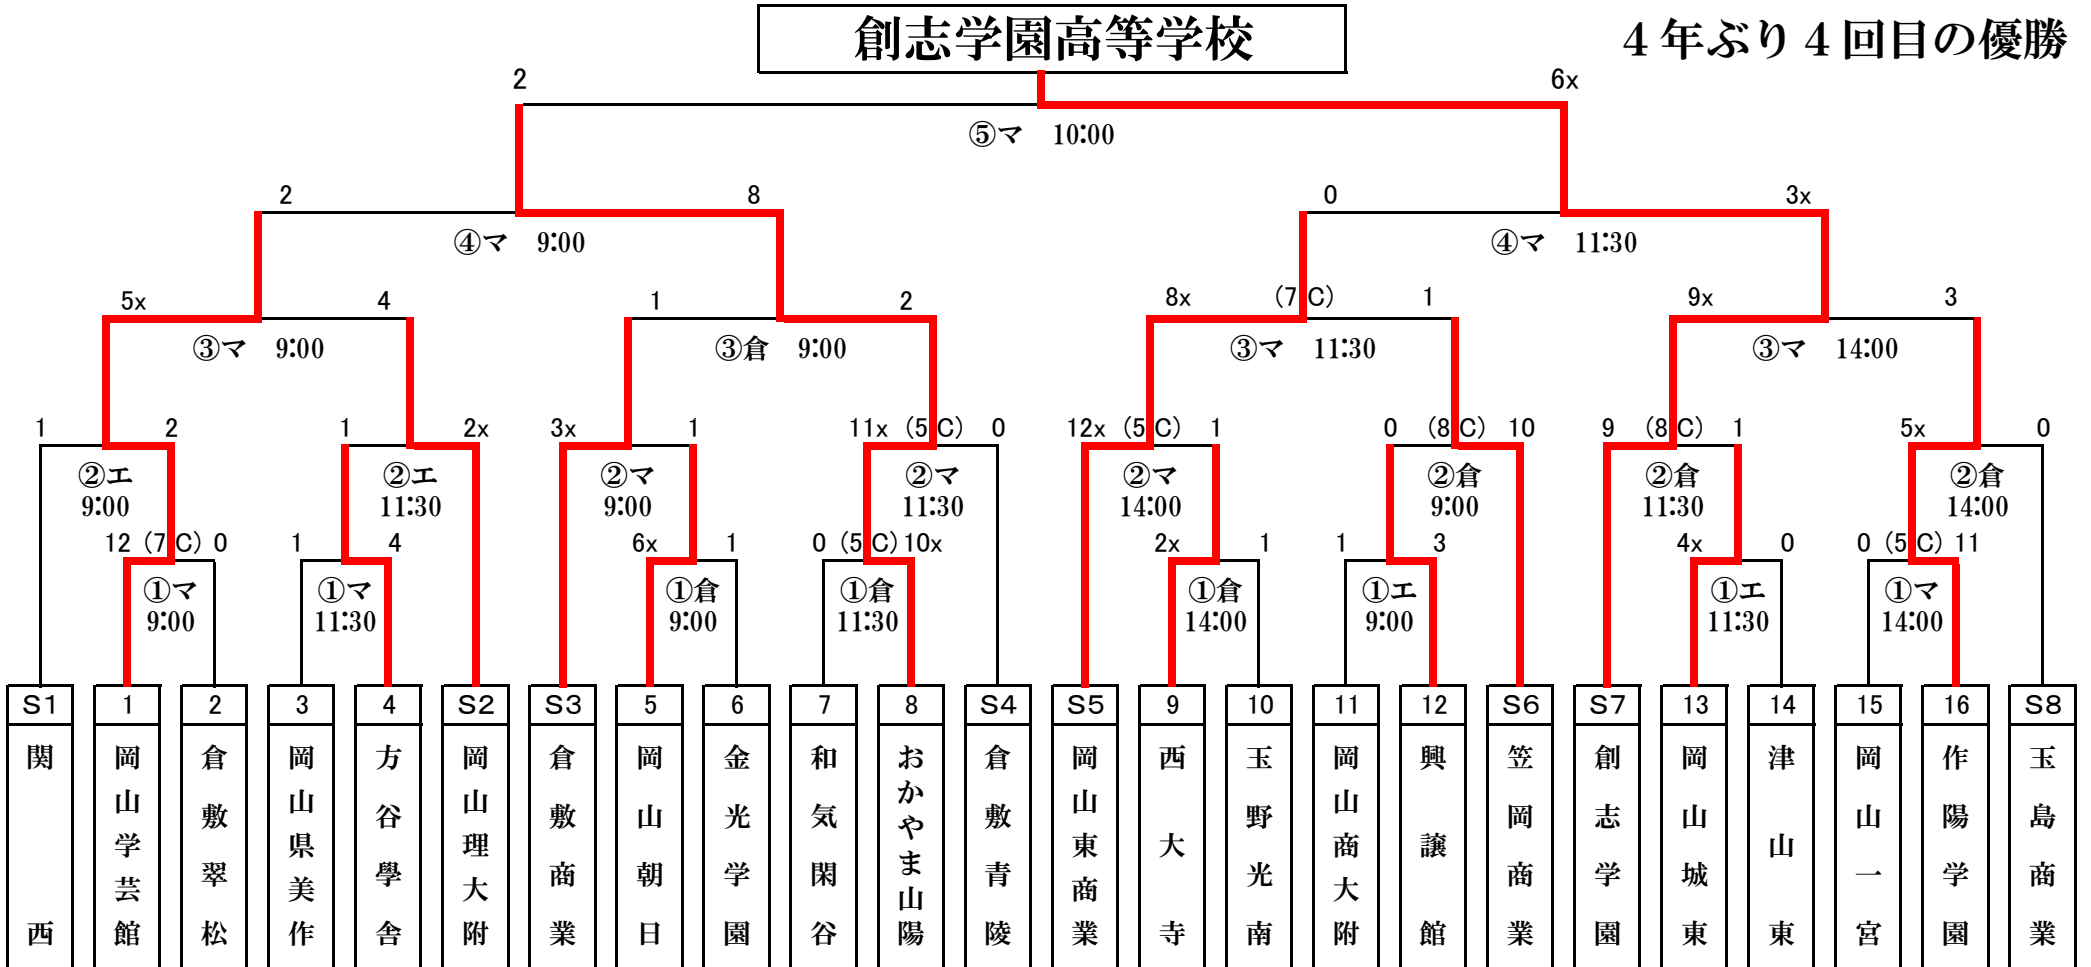 創志学園高等学校
４年ぶり４回目の優勝
2 6x
⑤マ 10:00
2 8 0 3x
④マ 9:00 ④マ 11:30
5x 4 1 2 8x (7 C) 1 9x 3
③マ 9:00 ③倉 9:00 ③マ 11:30 ③マ 14:00
1 2 1 2x 3x 1 11x (5 C) 0 12x (5 C) 1 0 (8 C) 10 9 (8 C) 1 5x 0
②エ ②エ ②マ ②マ ②マ ②倉 ②倉 ②倉
9:00 11:30 9:00 11:30 14:00 9:00 11:30 14:00
12 (7 C) 0 1 4 6x 1 0 (5 C) 10x 2x 1 1 3 4x 0 0 (5 C) 11
①マ ①マ ①倉 ①倉 ①倉 ①エ ①エ ①マ
9:00 11:30 9:00 11:30 14:00 9:00 11:30 14:00
S1 1 2 3 4 S2 S3 5 6 7 8 S4 S5 9 10 11 12 S6 S7 13 14 15 16 S8
関西
岡山学芸館
倉敷翠松
岡山県美作
方谷學舎
岡山理大附
倉敷商業
岡山朝日
金光学園
和気閑谷
おかやま山陽
倉敷青陵
岡山東商業
西大寺
玉野光南
岡山商大附
興譲館
笠岡商業
創志学園
岡山城東
津山東
岡山一宮
作陽学園
玉島商業